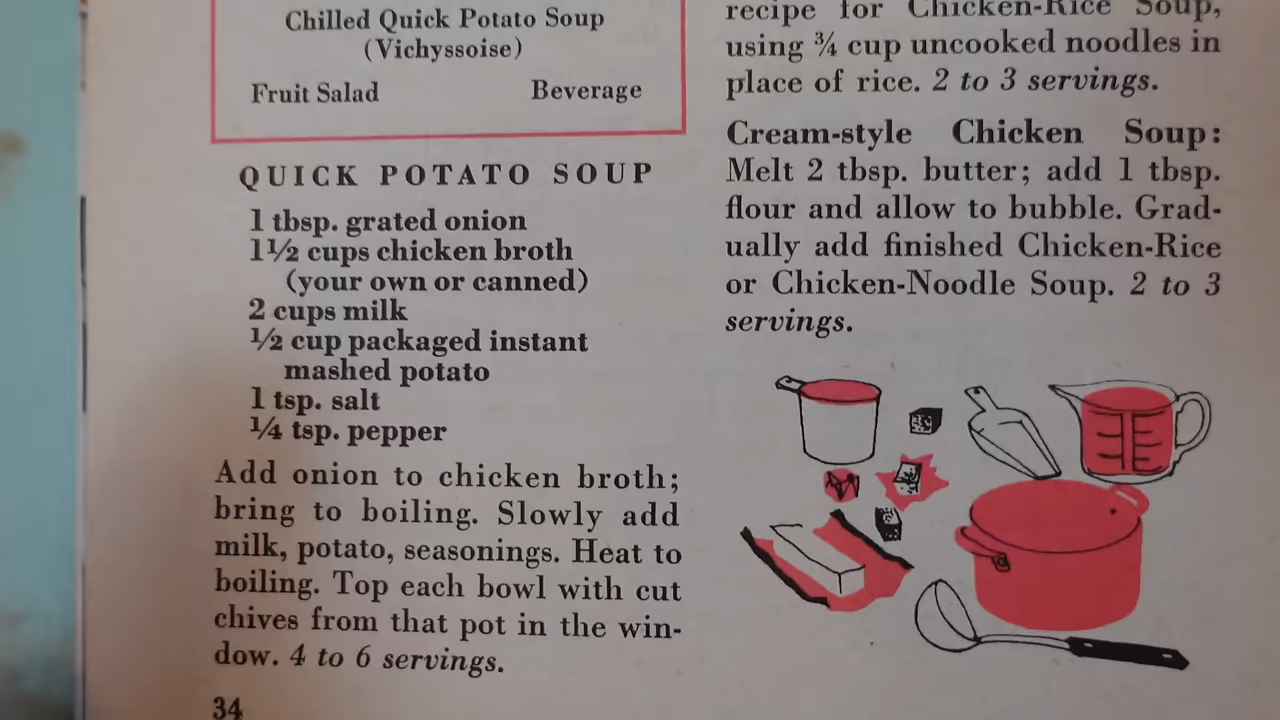 Chilled Quick Potato Soup
(Vichyssoise)
Fruit Salad Beverage
QUICK POTATO SOUP
1 tbsp. grated onion
1½ cups chicken broth
(your own or canned)
2 cups milk
½ cup packaged instant
mashed potato
1 tsp. salt
¼ tsp. pepper
Add onion to chicken broth;
bring to boiling. Slowly add
milk, potato, seasonings. Heat to
boiling. Top each bowl with cut
chives from that pot in the win-
dow. 4 to 6 servings.
34
recipe for Chicken-Rice Soup,
using ¾ cup uncooked noodles in
place of rice. 2 to 3 servings.
Cream-style Chicken Soup:
Melt 2 tbsp. butter; add 1 tbsp.
flour and allow to bubble. Grad-
ually add finished Chicken-Rice
or Chicken-Noodle Soup. 2 to 3
servings.